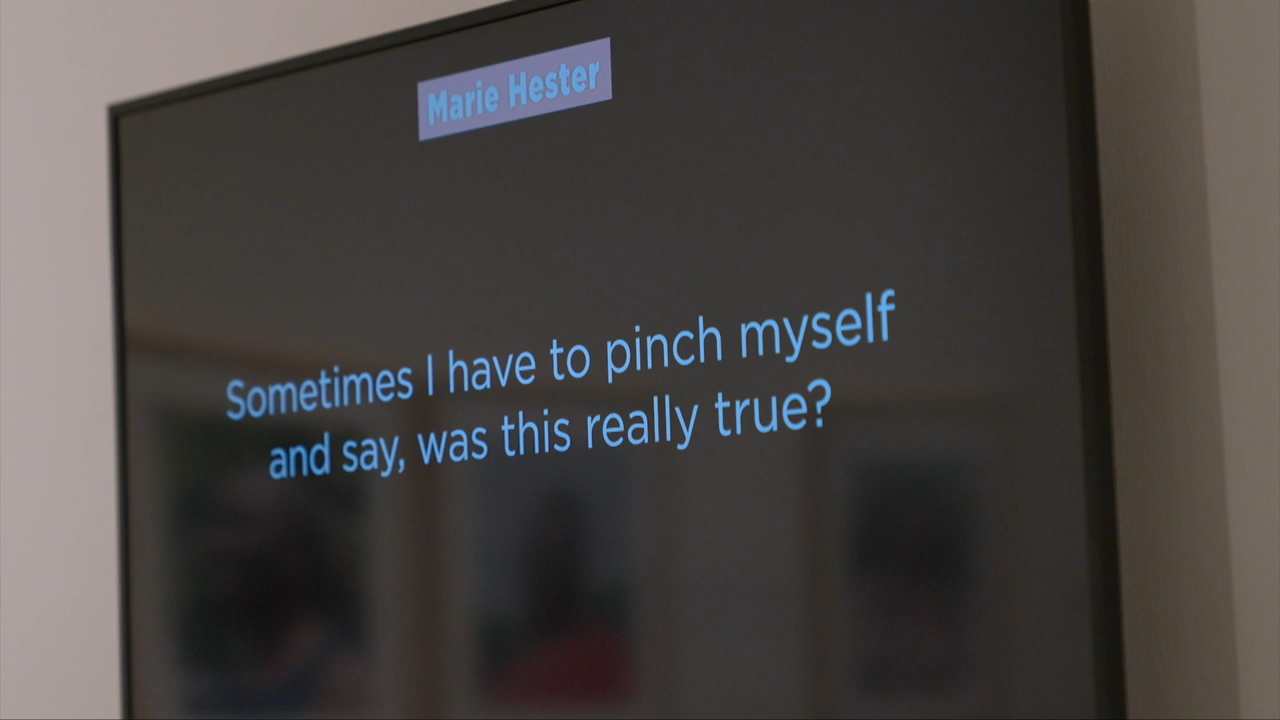 Marie Hester
Sometimes I have to pinch myself
and say, was this really true?